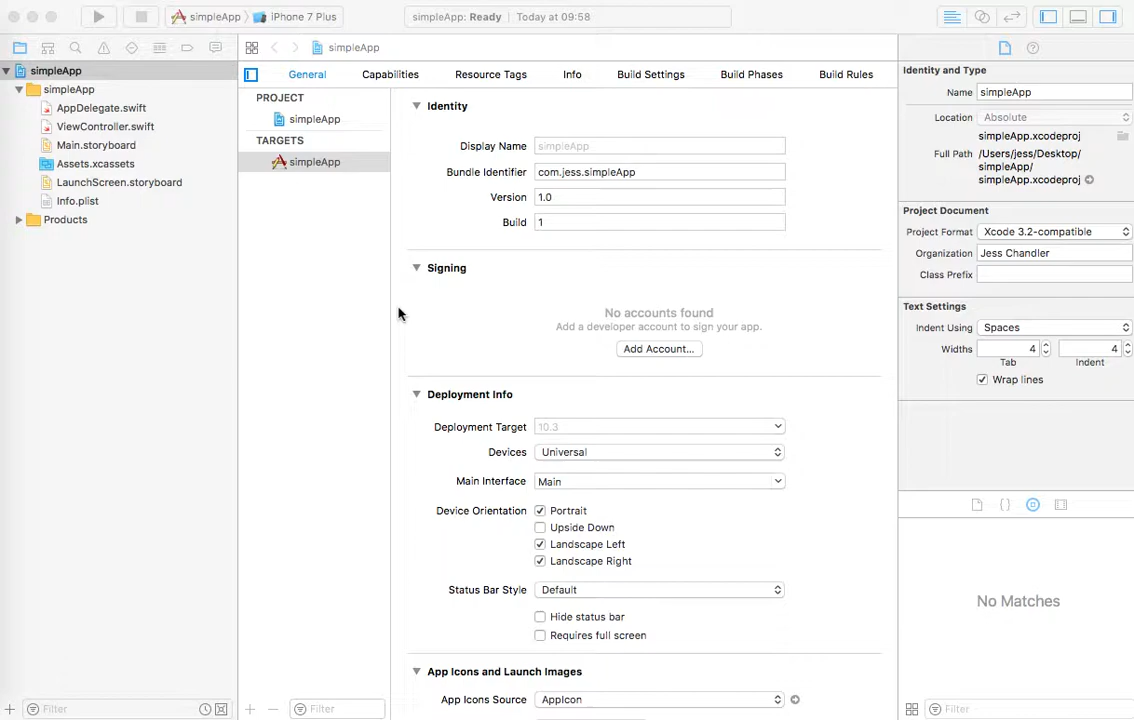 simpleApp iPhone 7 Plus
simpleApp: Ready Today at 09:58
simpleApp
simpleApp
AppDelegate.swift
ViewController.swift
Main.storyboard
Assets.xcassets
LaunchScreen.storyboard
Info.plist
Products
Filter
simpleApp
General Capabilities Resource Tags Info Build Settings Build Phases Build Rules
PROJECT
simpleApp
TARGETS
simpleApp
Filter
Identity
Display Name simpleApp
Bundle Identifier com.jess.simpleApp
Version 1.0
Build 1
Signing
No accounts found
Add a developer account to sign your app.
Add Account...
Deployment Info
Deployment Target 10.3
Devices Universal
Main Interface Main
Device Orientation Portrait
Upside Down
Landscape Left
Landscape Right
Status Bar Style Default
Hide status bar
Requires full screen
App Icons and Launch Images
App Icons Source AppIcon
Identity and Type
Name simpleApp
Location Absolute
simpleApp.xcodeproj
Full Path /Users/jess/Desktop/
simpleApp/
simpleApp.xcodeproj
Project Document
Project Format Xcode 3.2-compatible
Organization Jess Chandler
Class Prefix
Text Settings
Indent Using Spaces
Widths 4 4
Tab Indent
Wrap lines
No Matches
Filter